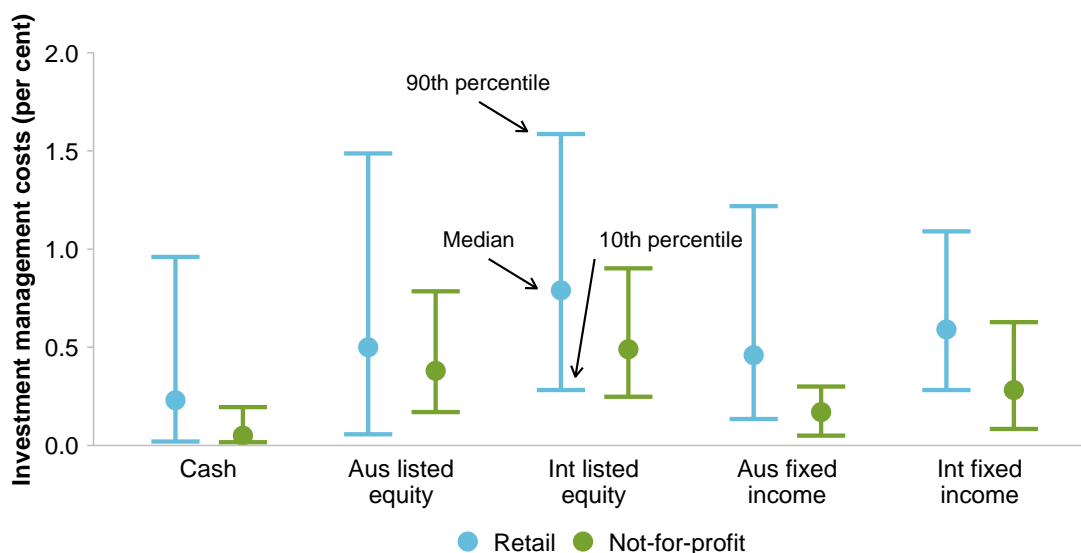 Investment management costs (per cent)
2.0
1.5
1.0
0.5
0.0
90th percentile
Median
10th percentile
Cash
Aus listed
equity
Int listed
equity
Aus fixed
income
Int fixed
income
Retail
Not-for-profit